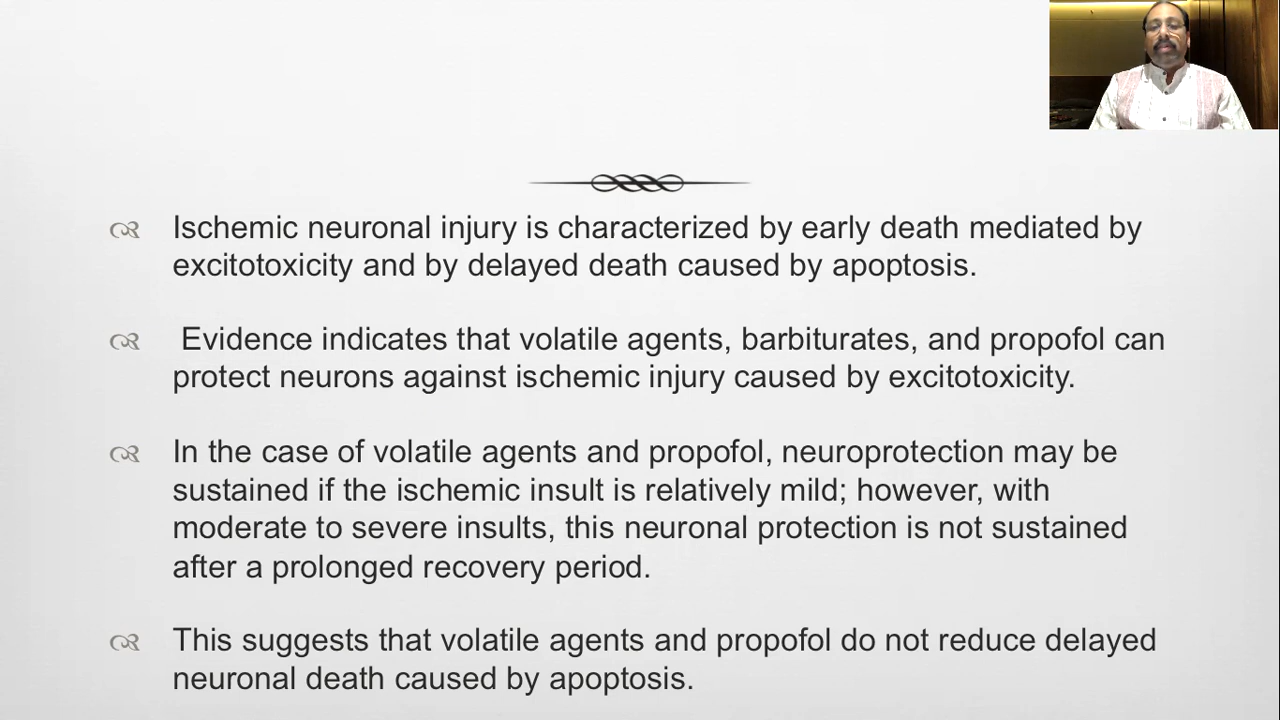 Ischemic neuronal injury is characterized by early death mediated by
excitotoxicity and by delayed death caused by apoptosis.
Evidence indicates that volatile agents, barbiturates, and propofol can
protect neurons against ischemic injury caused by excitotoxicity.
In the case of volatile agents and propofol, neuroprotection may be
sustained if the ischemic insult is relatively mild; however, with
moderate to severe insults, this neuronal protection is not sustained
after a prolonged recovery period.
This suggests that volatile agents and propofol do not reduce delayed
neuronal death caused by apoptosis.